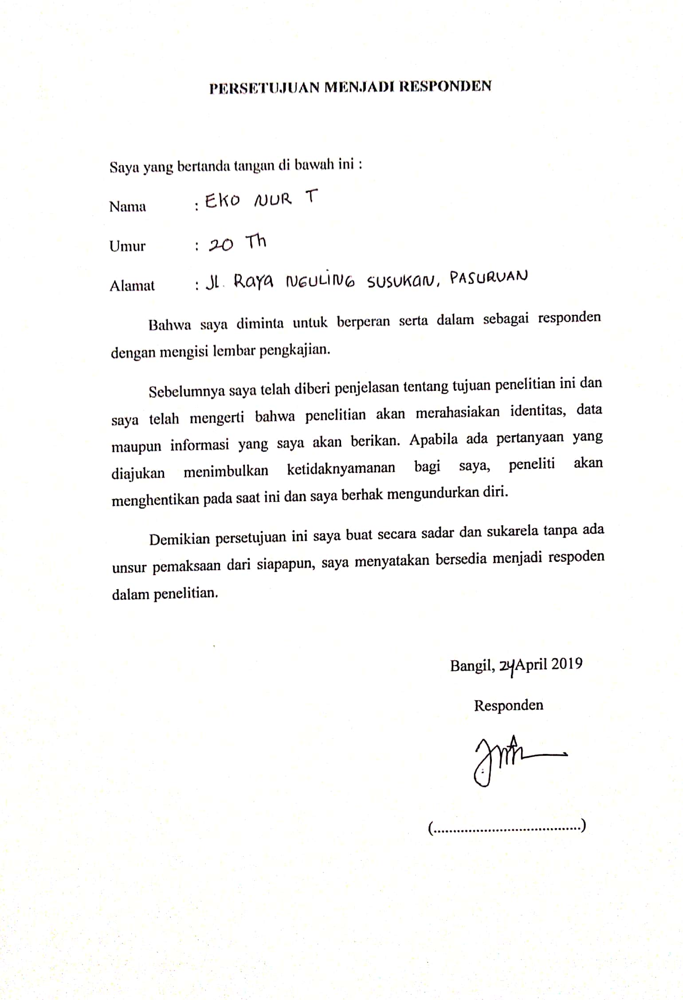 PERSETUJUAN MENJADI RESPONDEN
Saya yang bertanda tangan di bawah ini :
Nama : EKO NUR T
Umur : 20 Th
Alamat : Jl. Raya NGULING SUSUKAN, PASURUAN
Bahwa saya diminta untuk berperan serta dalam sebagai responden
dengan mengisi lembar pengkajian.
Sebelumnya saya telah diberi penjelasan tentang tujuan penelitian ini dan
saya telah mengerti bahwa penelitian akan merahasiakan identitas, data
maupun informasi yang saya akan berikan. Apabila ada pertanyaan yang
diajukan menimbulkan ketidaknyamanan bagi saya, peneliti akan
menghentikan pada saat ini dan saya berhak mengundurkan diri.
Demikian persetujuan ini saya buat secara sadar dan sukarela tanpa ada
unsur pemaksaan dari siapapun, saya menyatakan bersedia menjadi respoden
dalam penelitian.
Bangil, 24 April 2019
Responden
(......................................)